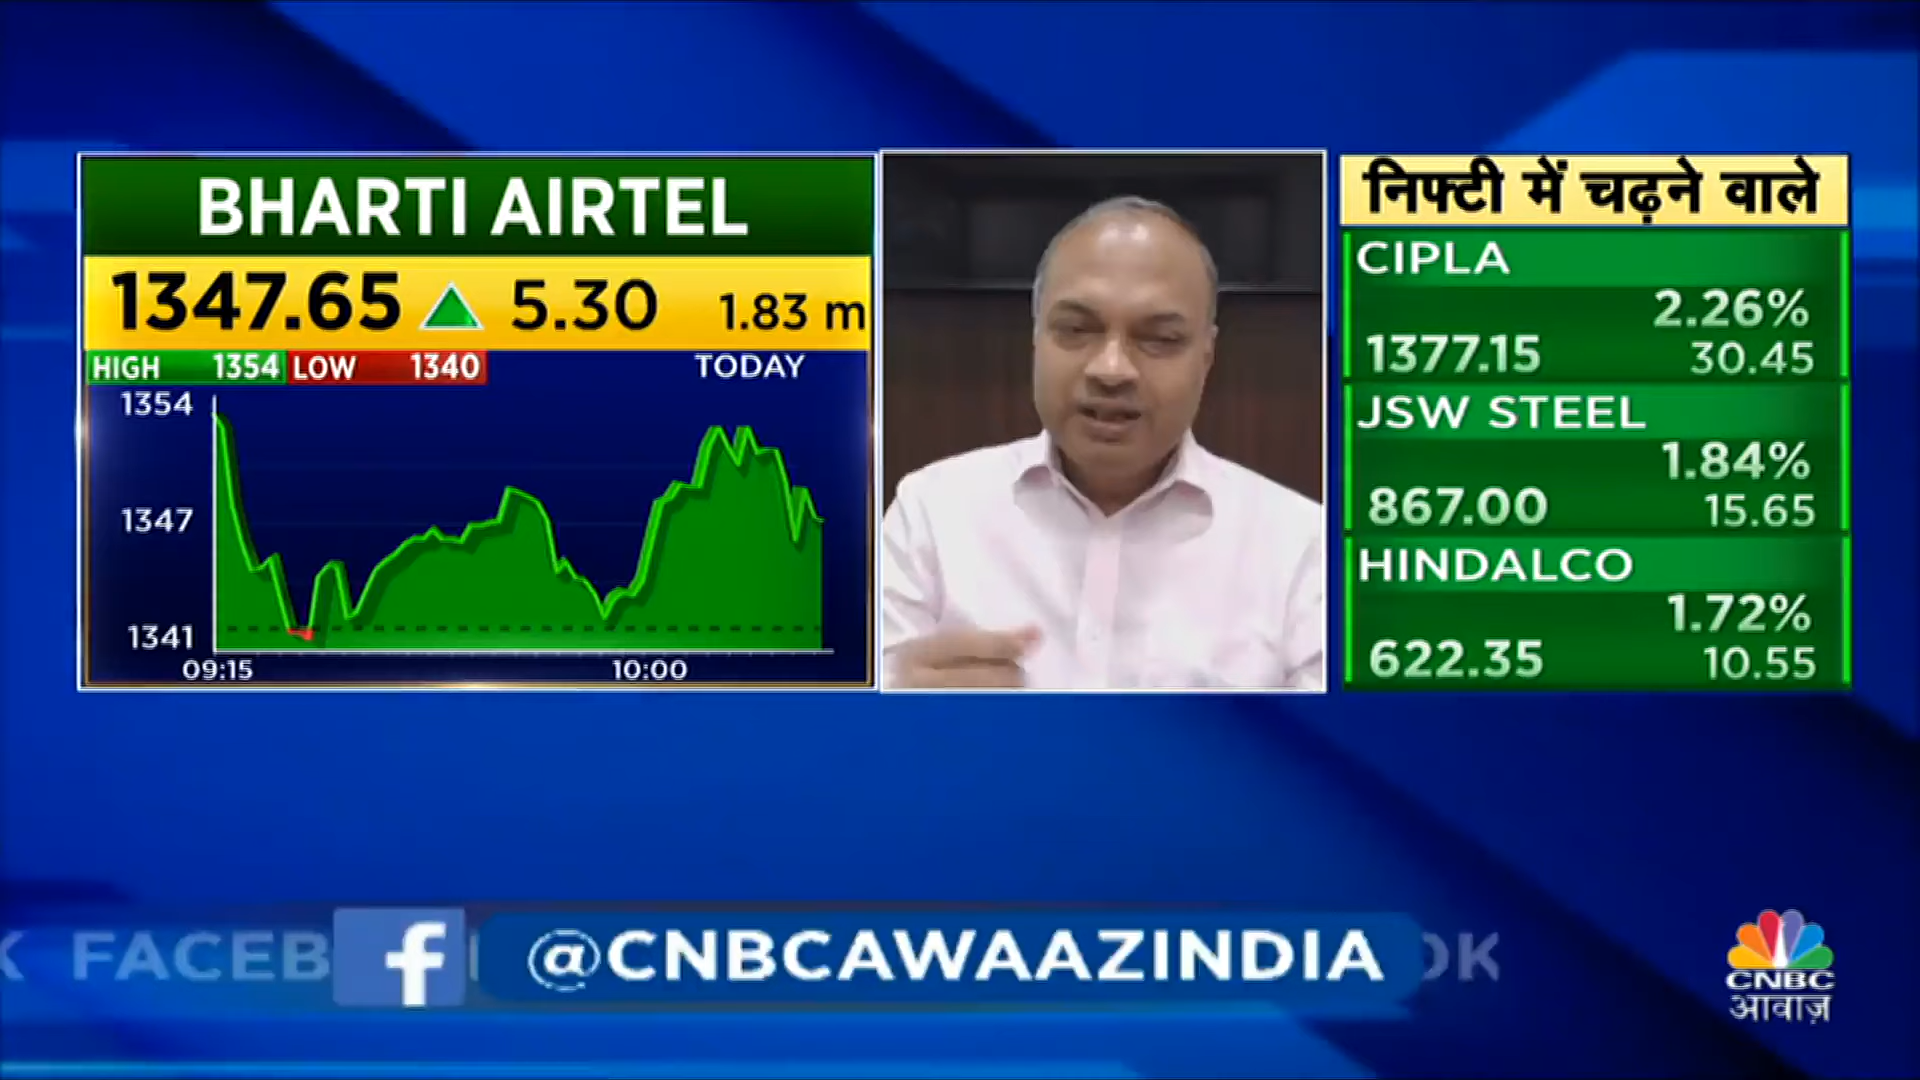 BHARTI AIRTEL
1347.65 5.30 1.83 m
HIGH 1354 LOW 1340 TODAY
1354
1347
1341
09:15 10:00
निफ्टी में चढ़ने वाले
CIPLA
2.26%
1377.15 30.45
JSW STEEL
1.84%
867.00 15.65
HINDALCO
1.72%
622.35 10.55
K FACEB f @CNBCAWAAZINDIA OK
CNBC
आवाज़